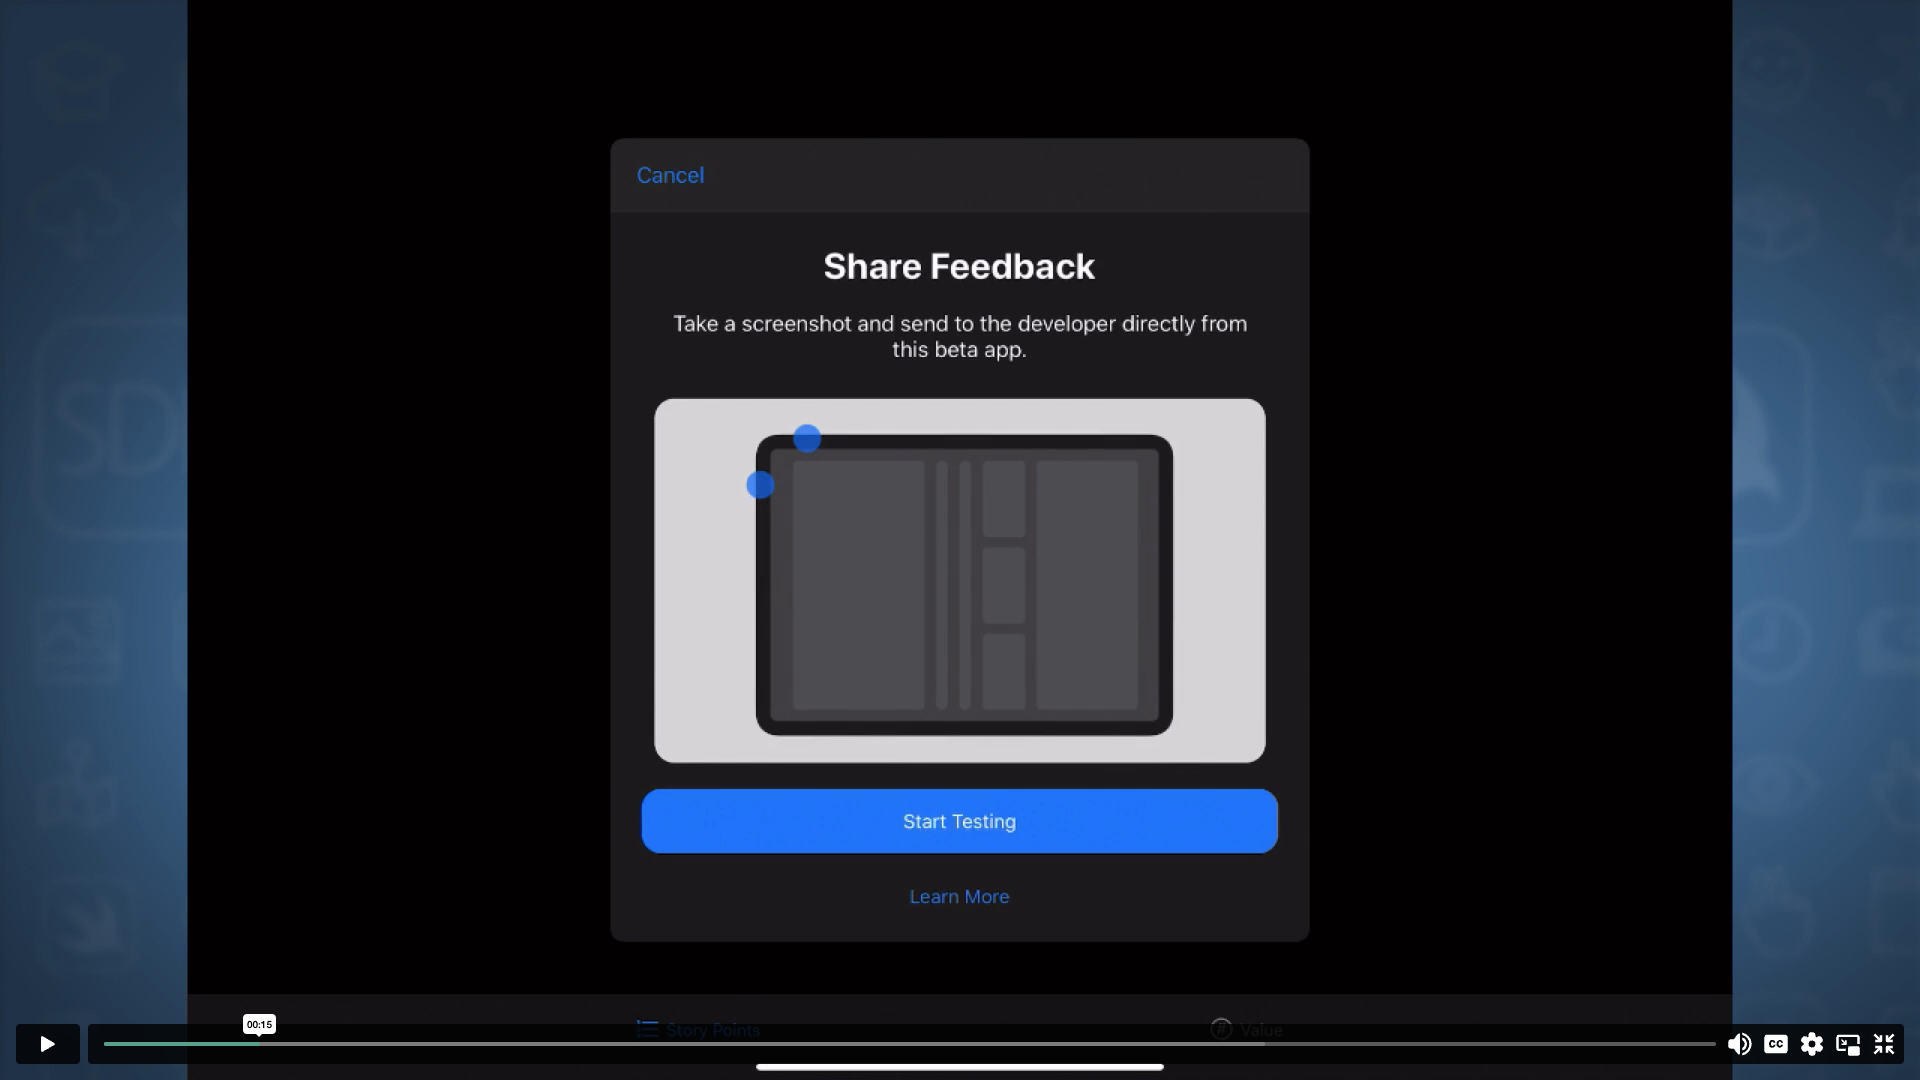 Cancel
Share Feedback
Take a screenshot and send to the developer directly from
this beta app.
SD
Start Testing
Learn More
Story Points
Value
00:15
CC